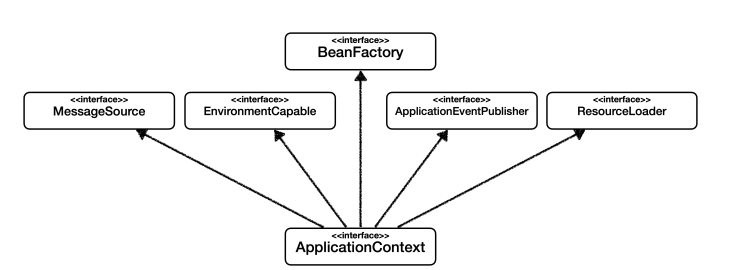 <<interface>>
BeanFactory
<<interface>>
MessageSource
<<interface>>
EnvironmentCapable
<<interface>>
ApplicationEventPublisher
<<interface>>
ResourceLoader
<<interface>>
ApplicationContext